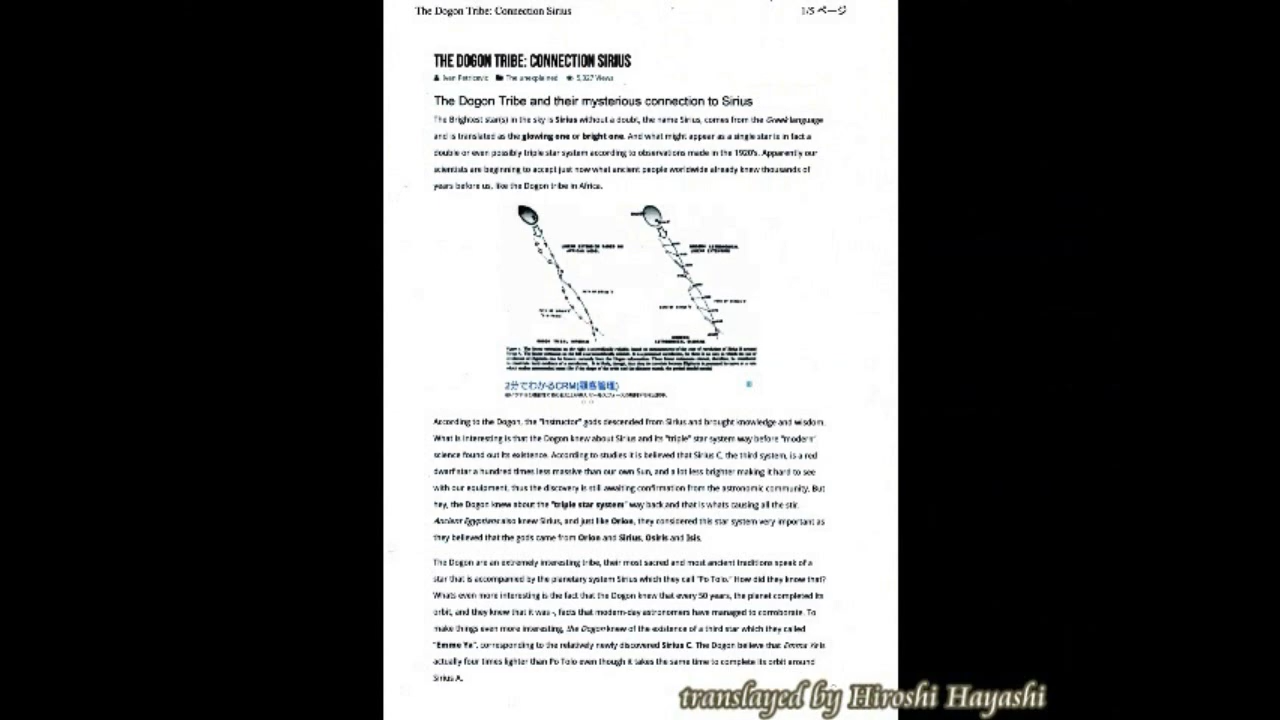 The Dogon Tribe: Connection Sirius
1/5 ページ
THE DOGON TRIBE: CONNECTION SIRIUS
Ivan Petricevic The unexplained 5,327 Views
The Dogon Tribe and their mysterious connection to Sirius
The Brightest star(s) in the sky is Sirius without a doubt, the name Sirius, comes from the Greek language
and is translated as the glowing one or bright one. And what might appear as a single star is in fact a
double or even possibly triple star system according to observations made in the 1920's. Apparently our
scientists are beginning to accept just now what ancient people worldwide already knew thousands of
years before us, like the Dogon tribe in Africa.
2分でわかるCRM(顧客管理)
According to the Dogon, the "instructor" gods descended from Sirius and brought knowledge and wisdom.
What is interesting is that the Dogon knew about Sirius and its "triple" star system way before "modern"
science found out its existence. According to studies it is believed that Sirius C, the third system, is a red
dwarf star a hundred times less massive than our own Sun, and a lot less brighter making it hard to see
with our equipment, thus the discovery is still awaiting confirmation from the astronomic community. But
hey, the Dogon knew about the "triple star system" way back and that is whats causing all the stir.
Ancient Egyptians also knew Sirius, and just like Orion, they considered this star system very important as
they believed that the gods came from Orion and Sirius, Osiris and Isis.
The Dogon are an extremely interesting tribe, their most sacred and most ancient traditions speak of a
star that is accompanied by the planetary system Sirius which they call "Po Tolo." How did they know that?
Whats even more interesting is the fact that the Dogon knew that every 50 years, the planet completed its
orbit, and they knew that it was -, facts that modern-day astronomers have managed to corroborate. To
make things even more interesting, the Dogon knew of the existence of a third star which they called
"Emme Ya", corresponding to the relatively newly discovered Sirius C. The Dogon believe that Emme Ya is
actually four times lighter than Po Tolo even though it takes the same time to complete its orbit around
Sirius A.
translayed by Hiroshi Hayashi